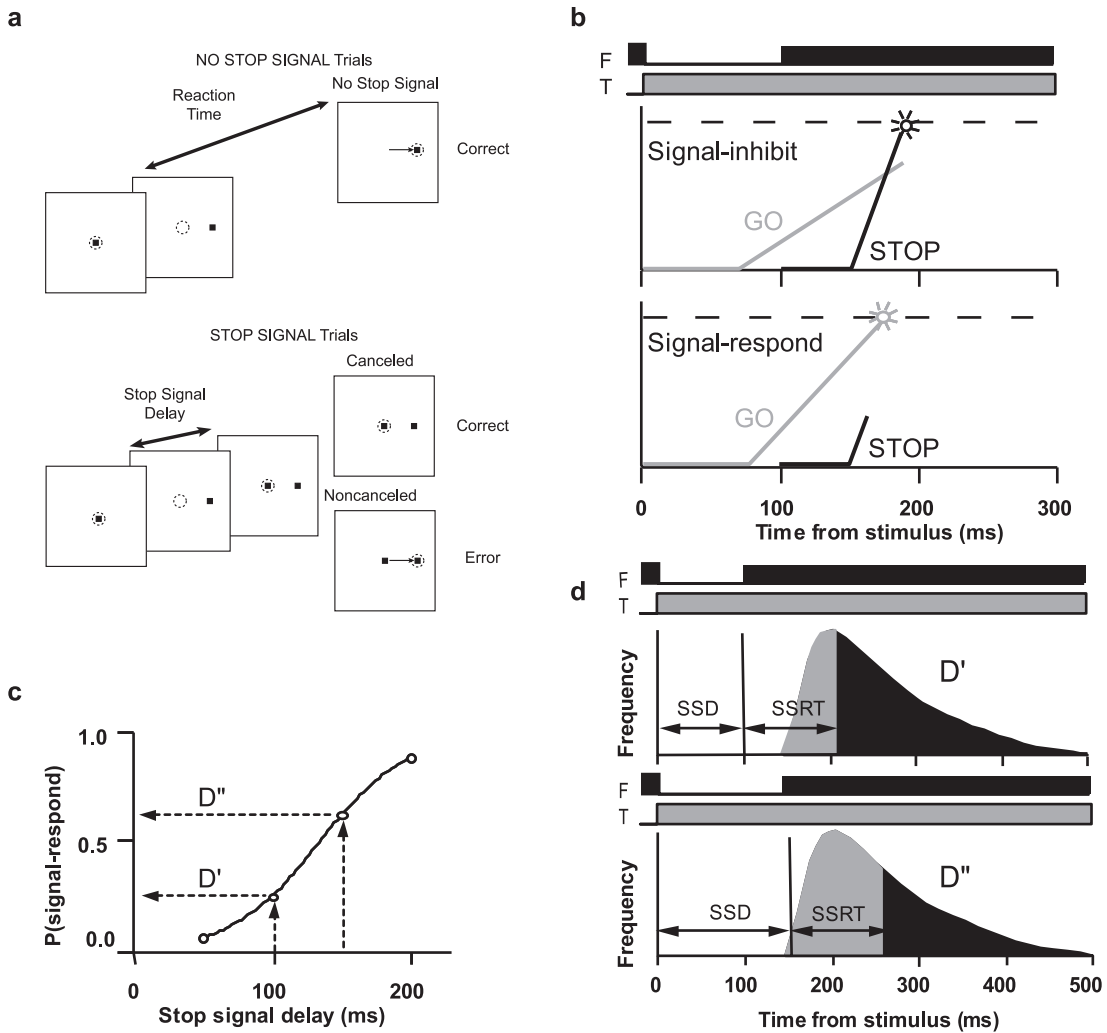 a
NO STOP SIGNAL Trials
No Stop Signal
Reaction
Time
Correct
STOP SIGNAL Trials
Canceled
Stop Signal
Delay
Correct
Noncanceled
Error
b
F
T
Signal-inhibit
GO
STOP
Signal-respond
GO
STOP
0 100 200 300
Time from stimulus (ms)
c
1.0
D"
0.5
D'
0.0
P(signal-respond)
0 100 200
Stop signal delay (ms)
d
F
T
Frequency
D'
SSD SSRT
F
T
Frequency
D"
SSD SSRT
0 100 200 300 400 500
Time from stimulus (ms)